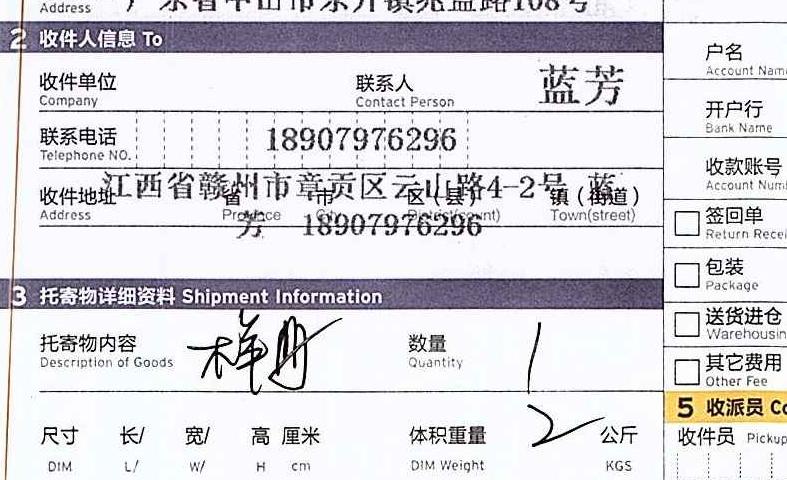 广东省中山市东升镇兆益路108号
Address
2 收件人信息 To
收件单位 联系人 蓝芳
Company Contact Person
联系电话 18907976296
Telephone NO.
江西省赣州市章贡区云山路4-2号 蓝
收件地址 省 市 区(县) 镇(街道)
Address Province City District(county) Town(street)
芳 18907976296
3 托寄物详细资料 Shipment Information
托寄物内容 样册 数量 1
Description of Goods Quantity
尺寸 长/ 宽/ 高 厘米 体积重量 2 公斤
DIM L/ W/ H cm DIM Weight KGS
户名
Account Nam
开户行
Bank Name
收款账号
Account Num
签回单
Return Recei
包装
Package
送货进仓
Warehousin
其它费用
Other Fee
5 收派员 Co
收件员 Pickup